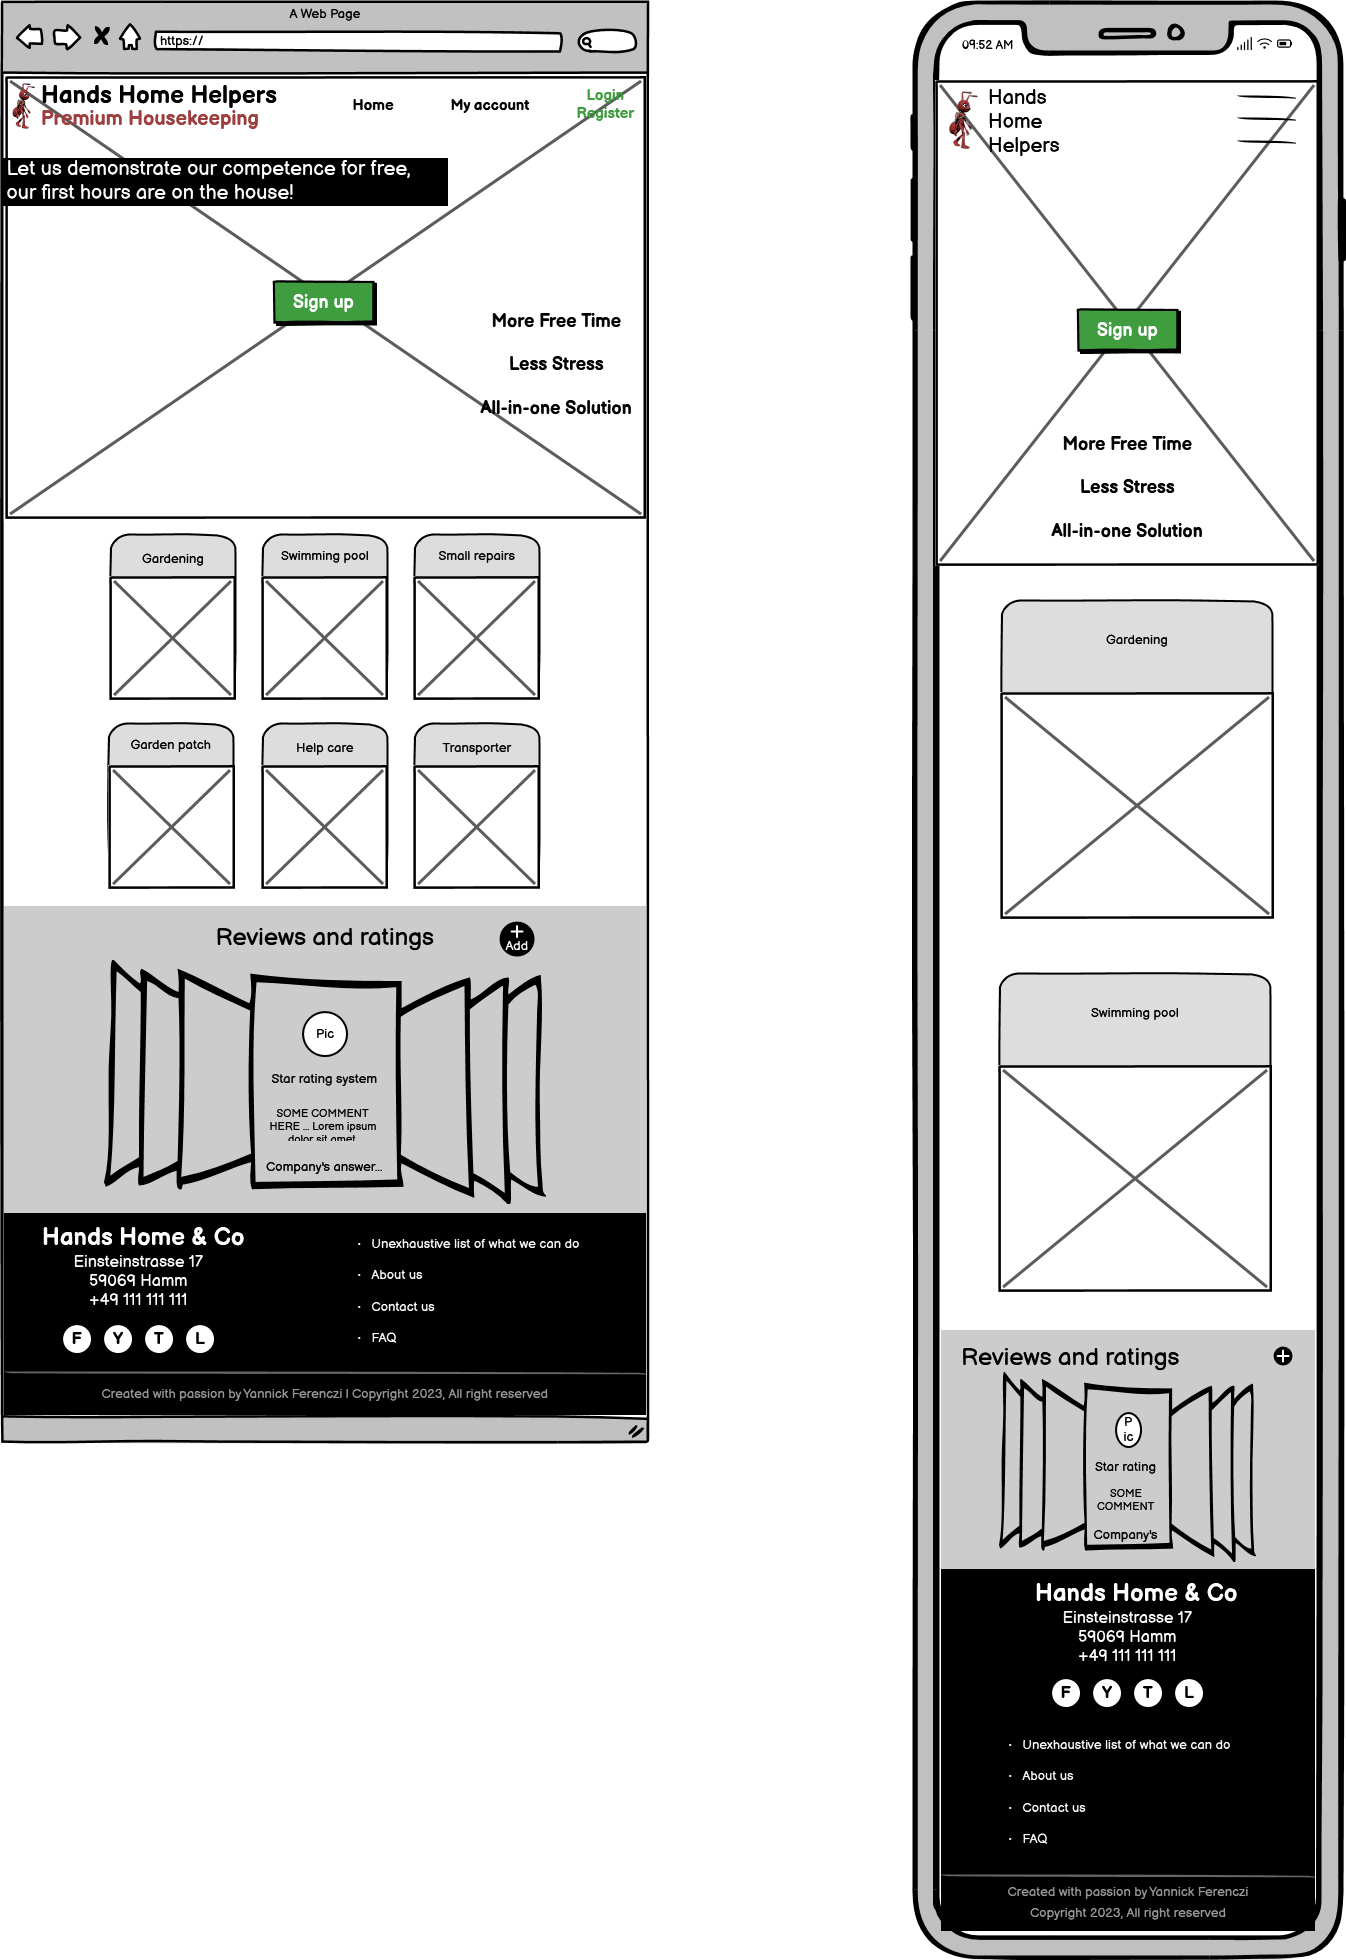 A Web Page
https://
Hands Home Helpers
Premium Housekeeping
Home
My account
Login
Register
Let us demonstrate our competence for free,
our first hours are on the house!
Sign up
More Free Time
Less Stress
All-in-one Solution
Gardening
Swimming pool
Small repairs
Garden patch
Help care
Transporter
Reviews and ratings
Add
Pic
Star rating system
SOME COMMENT
HERE ... Lorem ipsum
dolor sit amet
Company's answer...
Hands Home & Co
Einsteinstrasse 17
59069 Hamm
+49 111 111 111
F Y T L
· Unexhaustive list of what we can do
· About us
· Contact us
· FAQ
Created with passion by Yannick Ferenczi | Copyright 2023, All right reserved
09:52 AM
Hands
Home
Helpers
Sign up
More Free Time
Less Stress
All-in-one Solution
Gardening
Swimming pool
Reviews and ratings
P
ic
Star rating
SOME
COMMENT
Company's
Hands Home & Co
Einsteinstrasse 17
59069 Hamm
+49 111 111 111
F Y T L
· Unexhaustive list of what we can do
· About us
· Contact us
· FAQ
Created with passion by Yannick Ferenczi
Copyright 2023, All right reserved